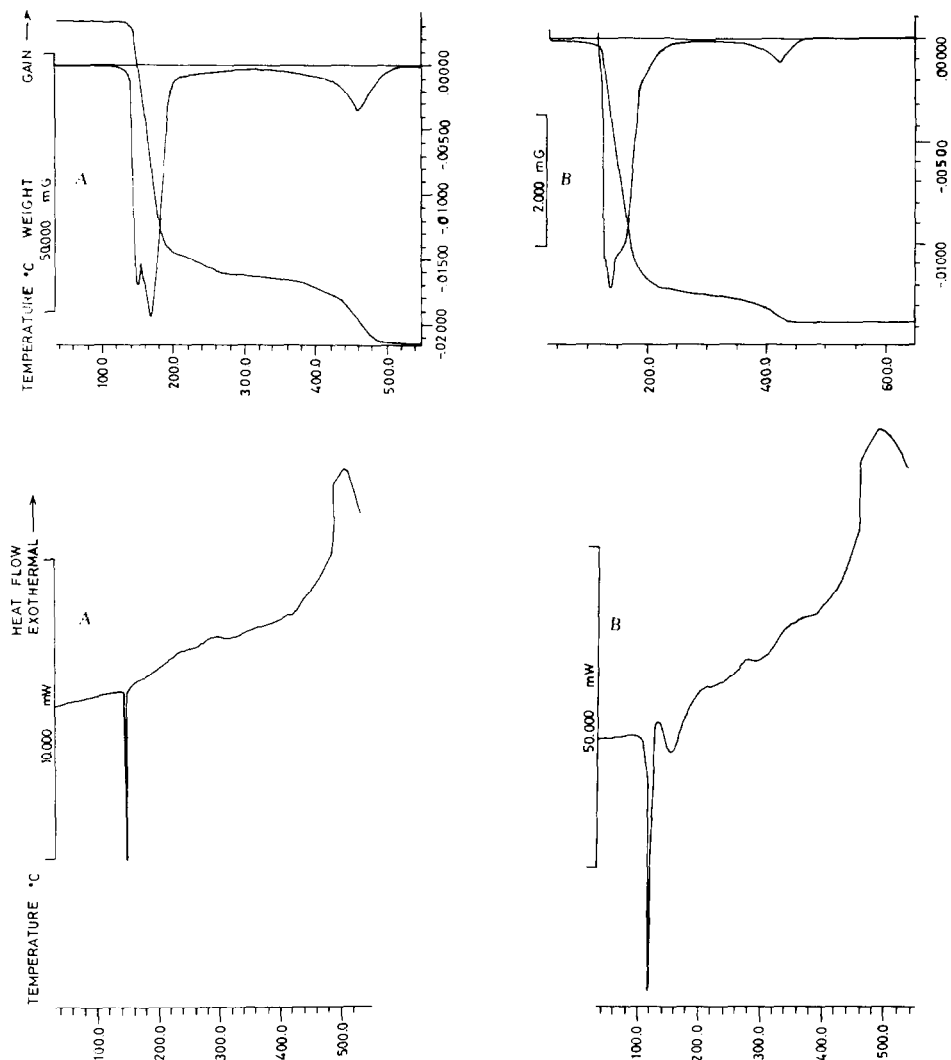 TEMPERATURE °C WEIGHT GAIN →
50.000 mG
A
.00000
-.00500
-.01000
-.01500
-.02000
100.0
200.0
300.0
400.0
500.0
2.000 mG
B
.00000
-.00500
-.01000
200.0
400.0
600.0
TEMPERATURE °C
HEAT FLOW
EXOTHERMAL →
10.000 mW
A
100.0
200.0
300.0
400.0
500.0
50.000 mW
B
100.0
200.0
300.0
400.0
500.0